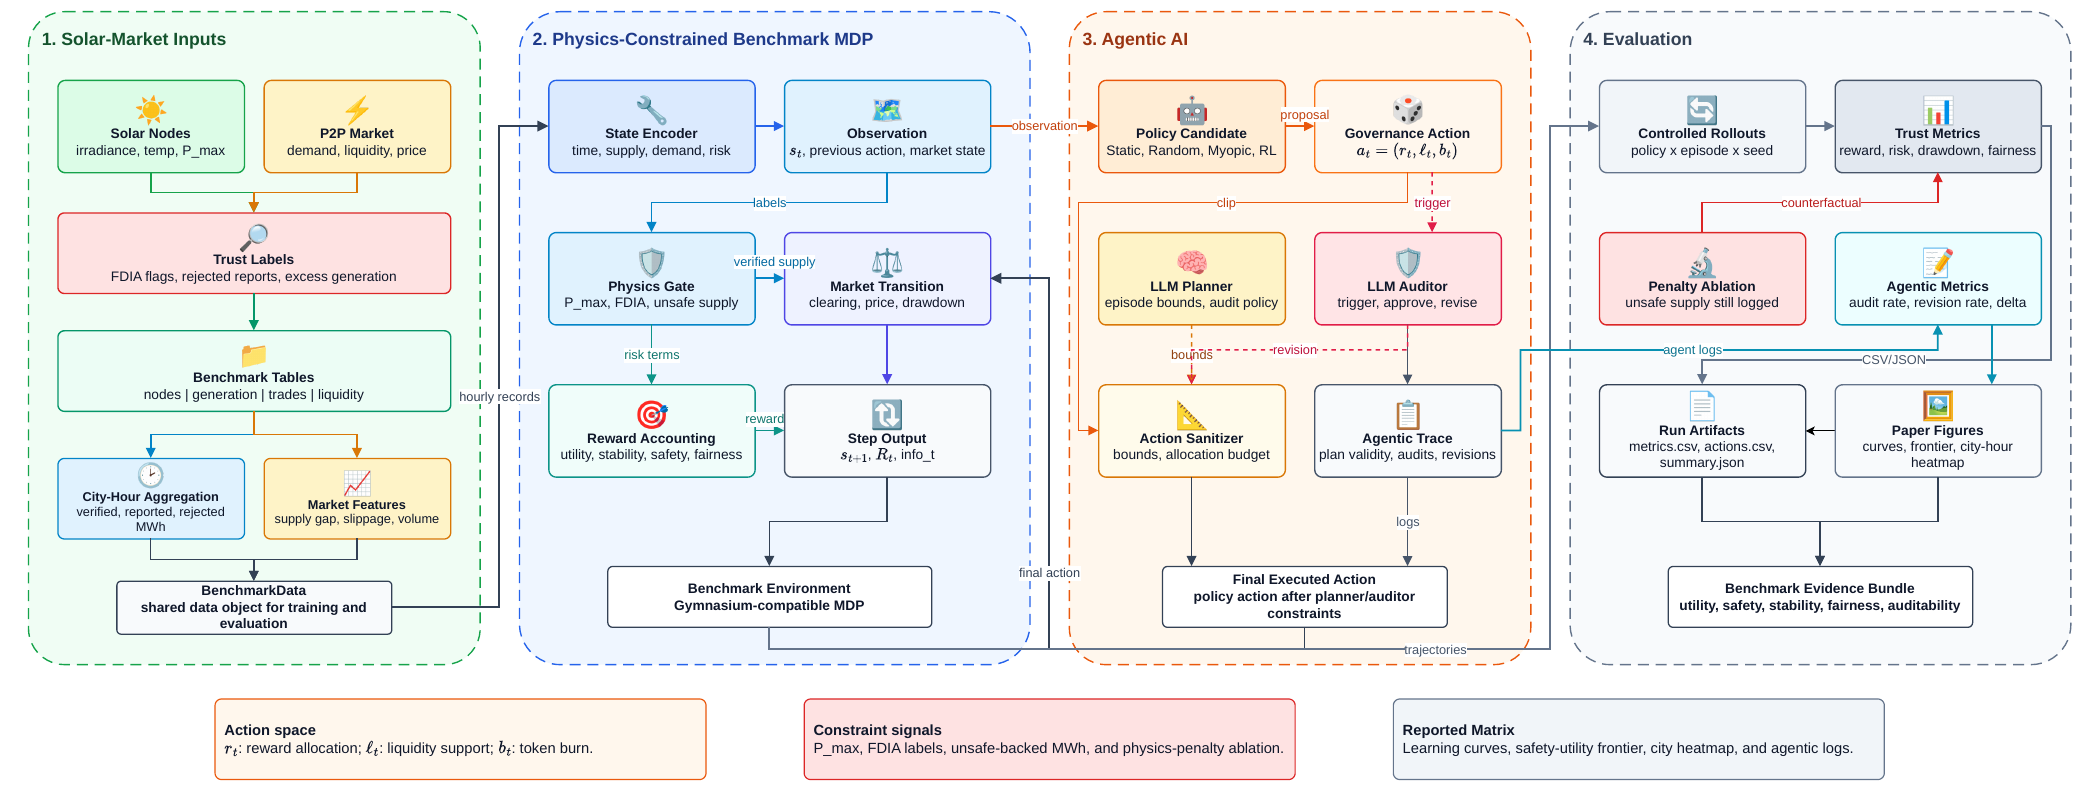 1. Solar-Market Inputs
Solar Nodes
irradiance, temp, P_max
P2P Market
demand, liquidity, price
Trust Labels
FDIA flags, rejected reports, excess generation
Benchmark Tables
nodes | generation | trades | liquidity
City-Hour Aggregation
verified, reported, rejected
MWh
Market Features
supply gap, slippage, volume
BenchmarkData
shared data object for training and
evaluation
hourly records
2. Physics-Constrained Benchmark MDP
State Encoder
time, supply, demand, risk
Observation
s_t, previous action, market state
labels
Physics Gate
P_max, FDIA, unsafe supply
verified supply
Market Transition
clearing, price, drawdown
risk terms
Reward Accounting
utility, stability, safety, fairness
reward
Step Output
s_{t+1}, R_t, info_t
Benchmark Environment
Gymnasium-compatible MDP
observation
final action
3. Agentic AI
Policy Candidate
Static, Random, Myopic, RL
proposal
Governance Action
a_t = (r_t, ℓ_t, b_t)
clip
trigger
LLM Planner
episode bounds, audit policy
LLM Auditor
trigger, approve, revise
bounds
revision
Action Sanitizer
bounds, allocation budget
Agentic Trace
plan validity, audits, revisions
logs
Final Executed Action
policy action after planner/auditor
constraints
trajectories
4. Evaluation
Controlled Rollouts
policy x episode x seed
Trust Metrics
reward, risk, drawdown, fairness
counterfactual
Penalty Ablation
unsafe supply still logged
Agentic Metrics
audit rate, revision rate, delta
agent logs
CSV/JSON
Run Artifacts
metrics.csv, actions.csv,
summary.json
Paper Figures
curves, frontier, city-hour
heatmap
Benchmark Evidence Bundle
utility, safety, stability, fairness, auditability
Action space
r_t: reward allocation; ℓ_t: liquidity support; b_t: token burn.
Constraint signals
P_max, FDIA labels, unsafe-backed MWh, and physics-penalty ablation.
Reported Matrix
Learning curves, safety-utility frontier, city heatmap, and agentic logs.